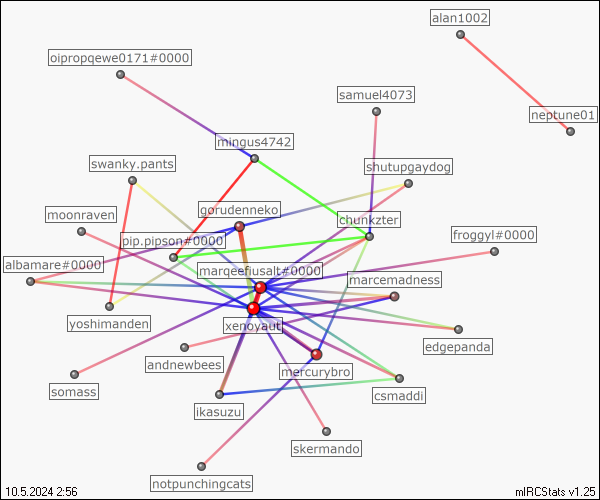 alan1002
oipropqewe0171#0000
samuel4073
neptune01
mingus4742
swanky.pants
shutupgaydog
gorudenneko
moonraven
chunkzter
pip.pipson#0000
froggyl#0000
albamare#0000
marqeefiusalt#0000
marcemadness
yoshimanden
xenoyaut
edgepanda
andnewbees
mercurybro
somass
csmaddi
ikasuzu
skermando
notpunchingcats
10.5.2024 2:56
mIRCStats v1.25